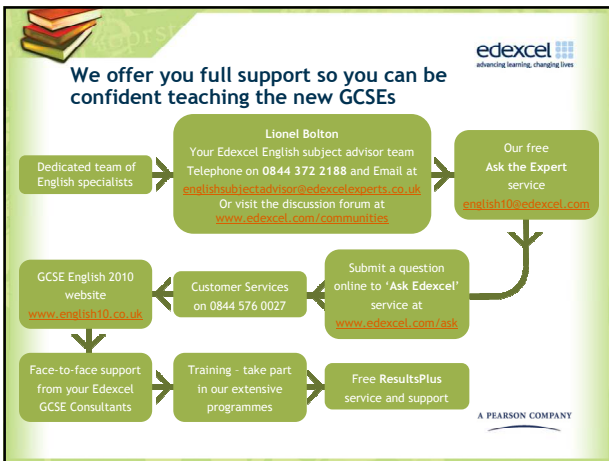 edexcel
advancing learning, changing lives
We offer you full support so you can be
confident teaching the new GCSEs
Dedicated team of
English specialists
Lionel Bolton
Your Edexcel English subject advisor team
Telephone on 0844 372 2188 and Email at
englishsubjectadvisor@edexcelexperts.co.uk
Or visit the discussion forum at
www.edexcel.com/communities
Our free
Ask the Expert
service
english10@edexcel.com
Submit a question
online to ‘Ask Edexcel’
service at
www.edexcel.com/ask
Customer Services
on 0844 576 0027
GCSE English 2010
website
www.english10.co.uk
Face-to-face support
from your Edexcel
GCSE Consultants
Training – take part
in our extensive
programmes
Free ResultsPlus
service and support
A PEARSON COMPANY